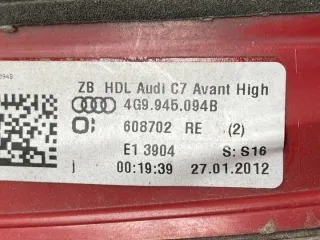 ZB HDL Audi C7 Avant High
4G9.945.094B
608702 RE (2)
E1 3904 S: S16
00:19:39 27.01.2012